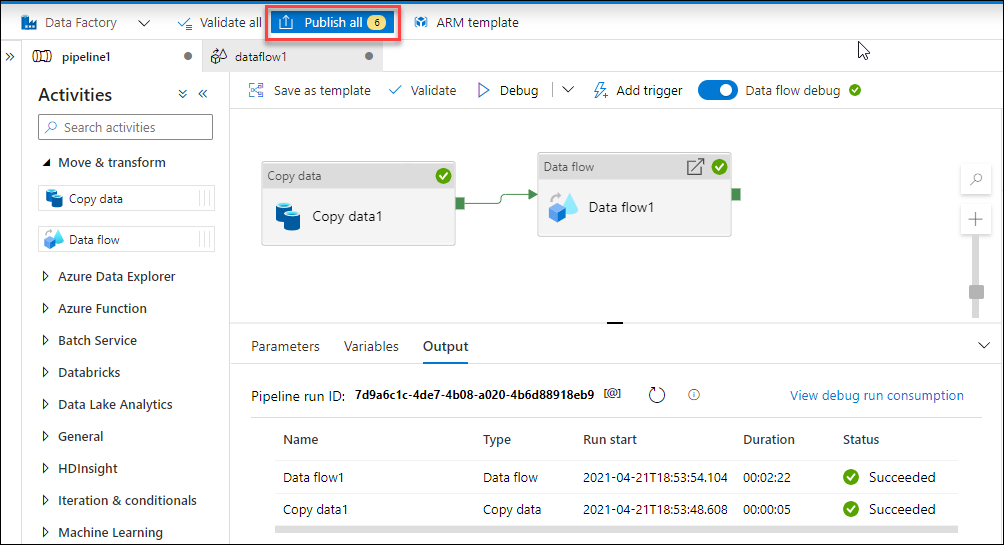 Data Factory
Validate all
Publish all 6
ARM template
pipeline1
dataflow1
Activities
Search activities
Move & transform
Copy data
Data flow
Azure Data Explorer
Azure Function
Batch Service
Databricks
Data Lake Analytics
General
HDInsight
Iteration & conditionals
Machine Learning
Save as template
Validate
Debug
Add trigger
Data flow debug
Copy data
Copy data1
Data flow
Data flow1
Parameters Variables Output
Pipeline run ID: 7d9a6c1c-4de7-4b08-a020-4b6d88918eb9 [@]
View debug run consumption
Name Type Run start Duration Status
Data flow1 Data flow 2021-04-21T18:53:54.104 00:02:22 Succeeded
Copy data1 Copy data 2021-04-21T18:53:48.608 00:00:05 Succeeded